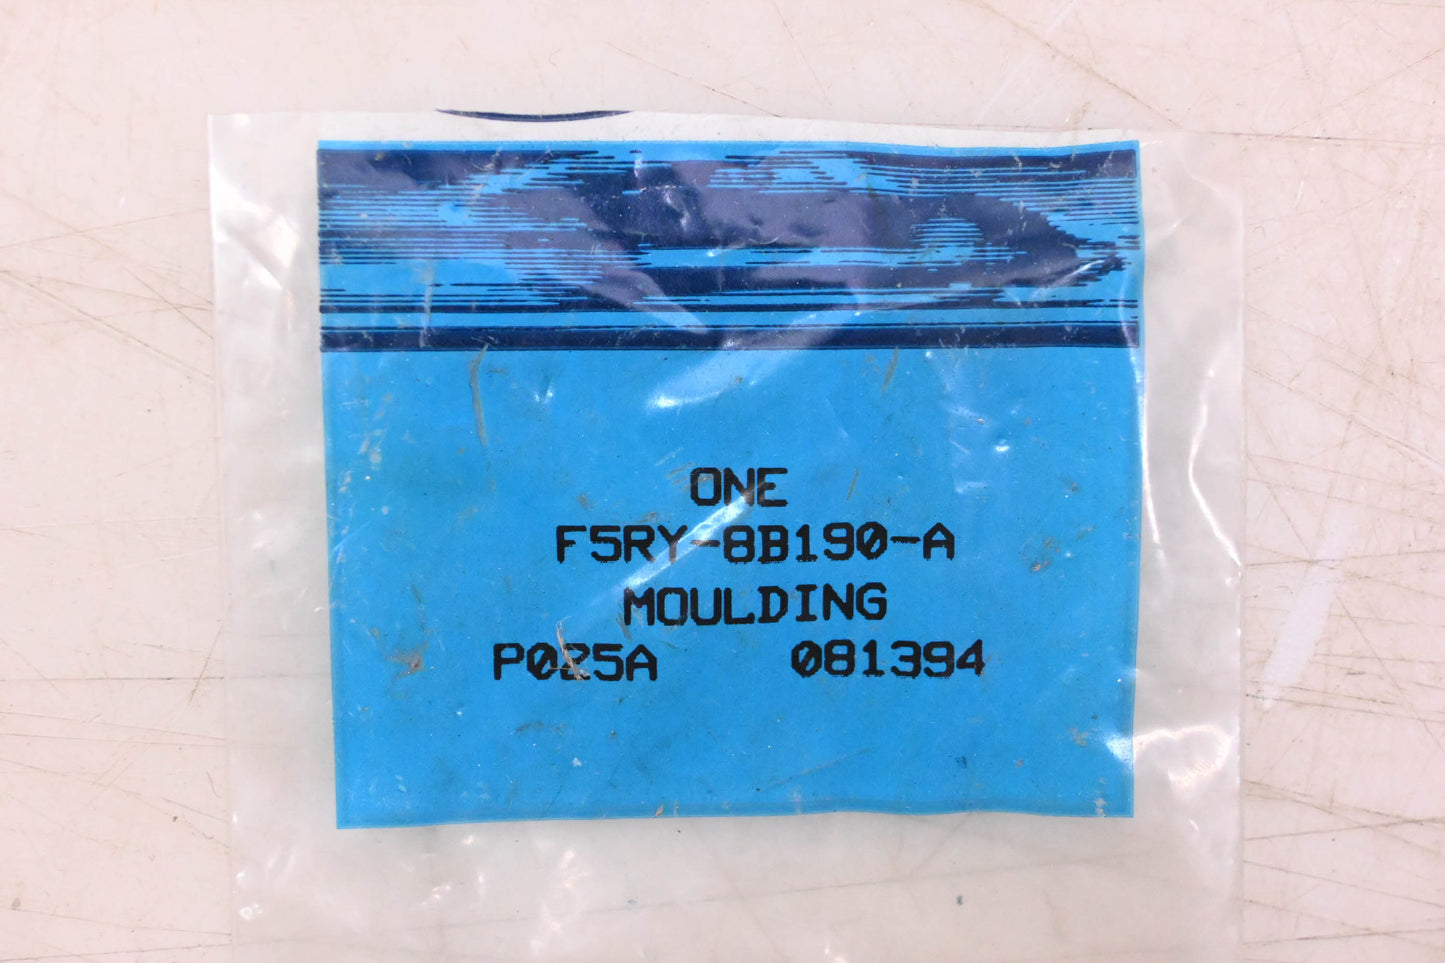 ONE
F5RY-8B190-A
MOULDING
P025A 081394